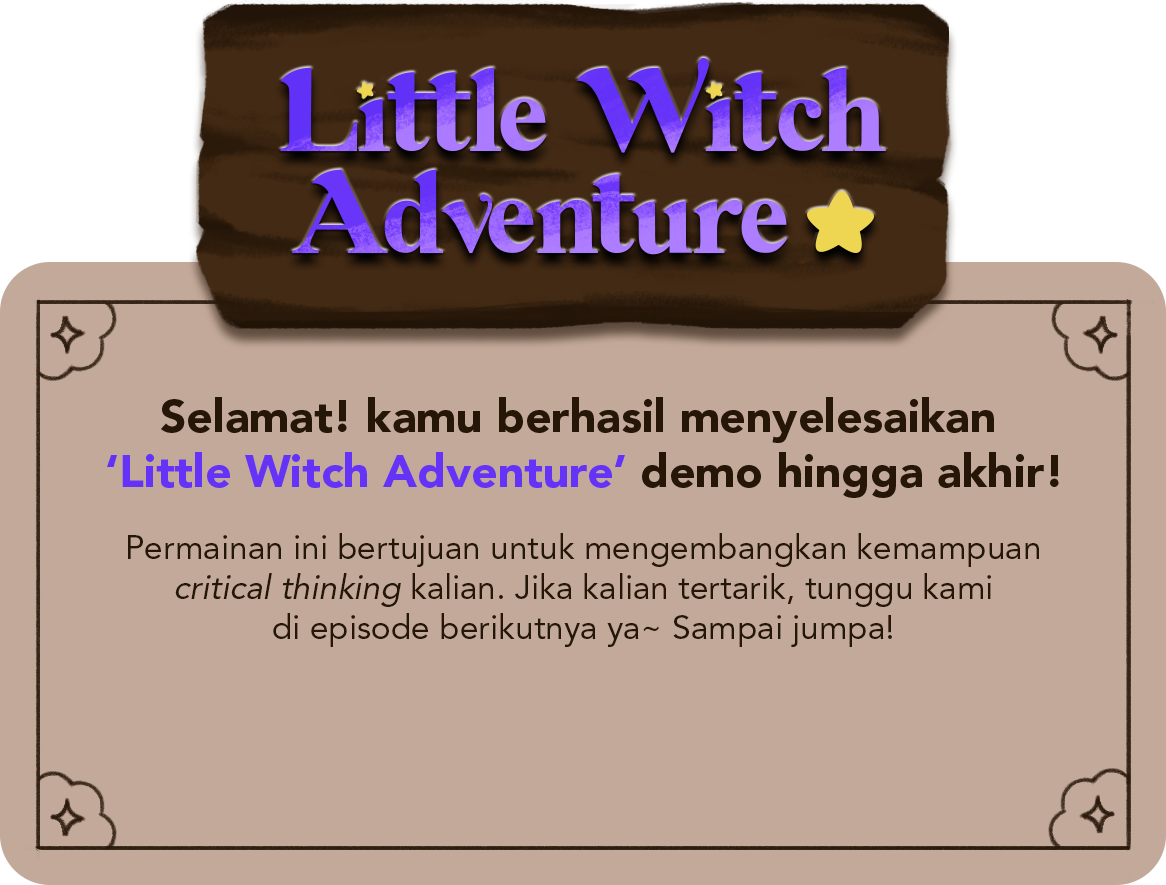 Little Witch
Adventure
Selamat! kamu berhasil menyelesaikan
‘Little Witch Adventure’ demo hingga akhir!
Permainan ini bertujuan untuk mengembangkan kemampuan
critical thinking kalian. Jika kalian tertarik, tunggu kami
di episode berikutnya ya~ Sampai jumpa!